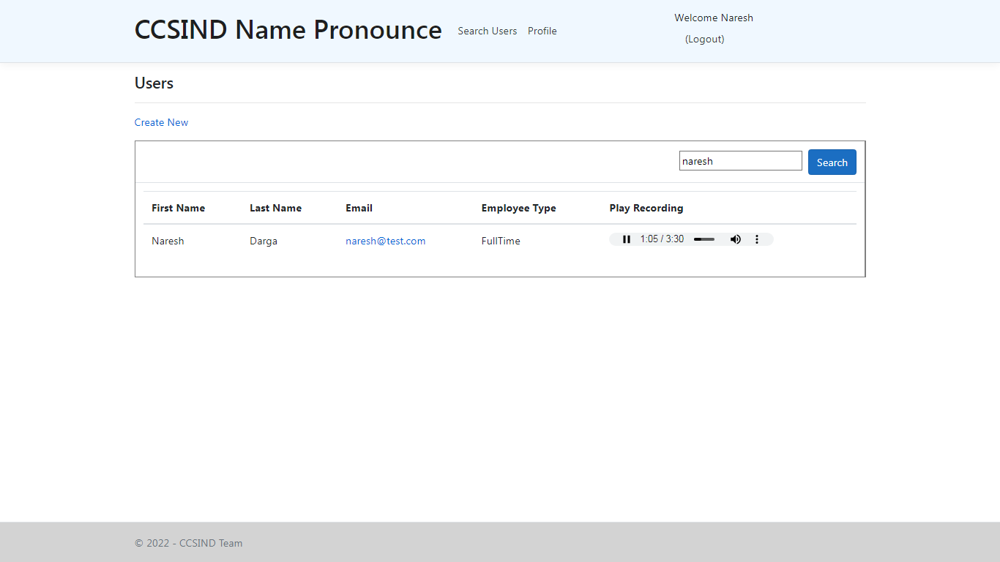 CCSIND Name Pronounce Search Users Profile Welcome Naresh
(Logout)
Users
Create New
naresh Search
First Name Last Name Email Employee Type Play Recording
Naresh Darga naresh@test.com FullTime 1:05 / 3:30
© 2022 - CCSIND Team